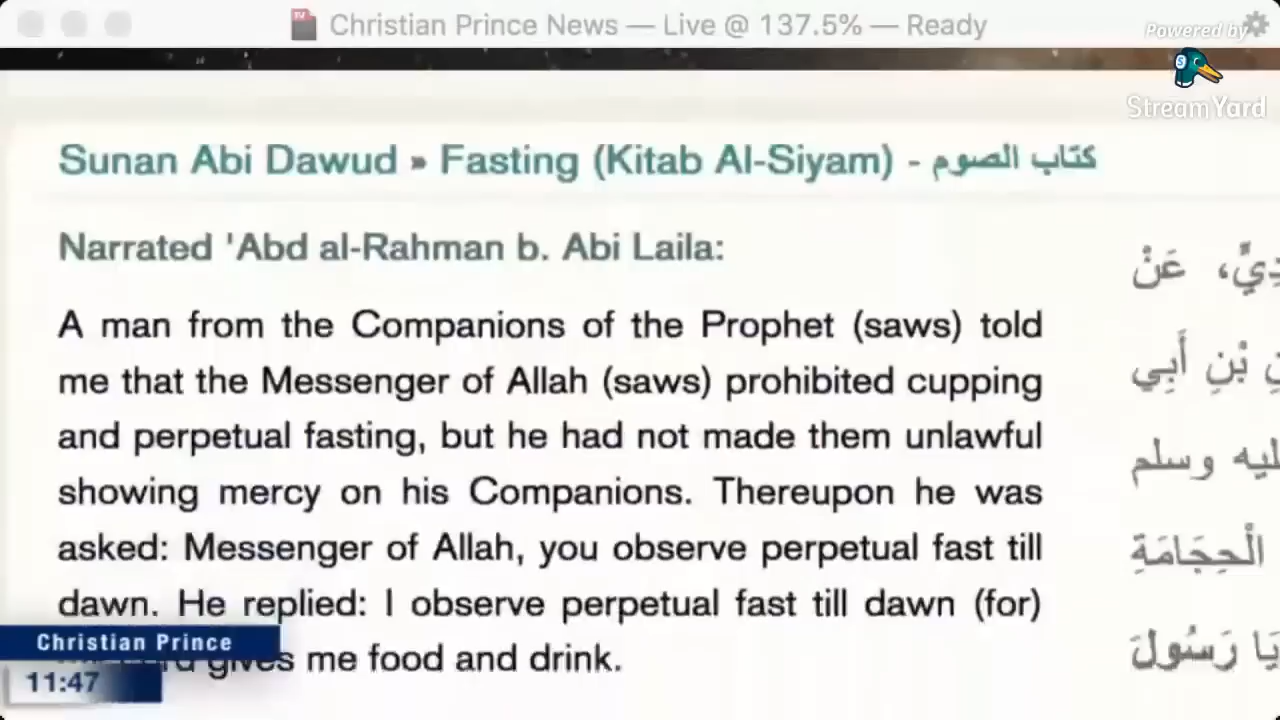 Christian Prince News — Live @ 137.5% — Ready
Powered by
StreamYard
Sunan Abi Dawud » Fasting (Kitab Al-Siyam) - كتاب الصوم
Narrated 'Abd al-Rahman b. Abi Laila:
A man from the Companions of the Prophet (saws) told
me that the Messenger of Allah (saws) prohibited cupping
and perpetual fasting, but he had not made them unlawful
showing mercy on his Companions. Thereupon he was
asked: Messenger of Allah, you observe perpetual fast till
dawn. He replied: I observe perpetual fast till dawn (for)
gives me food and drink.
عَنْ
بْنِ أَبِي
ليه وسلم
الْحِجَامَةِ
يَا رَسُولَ
Christian Prince
11:47